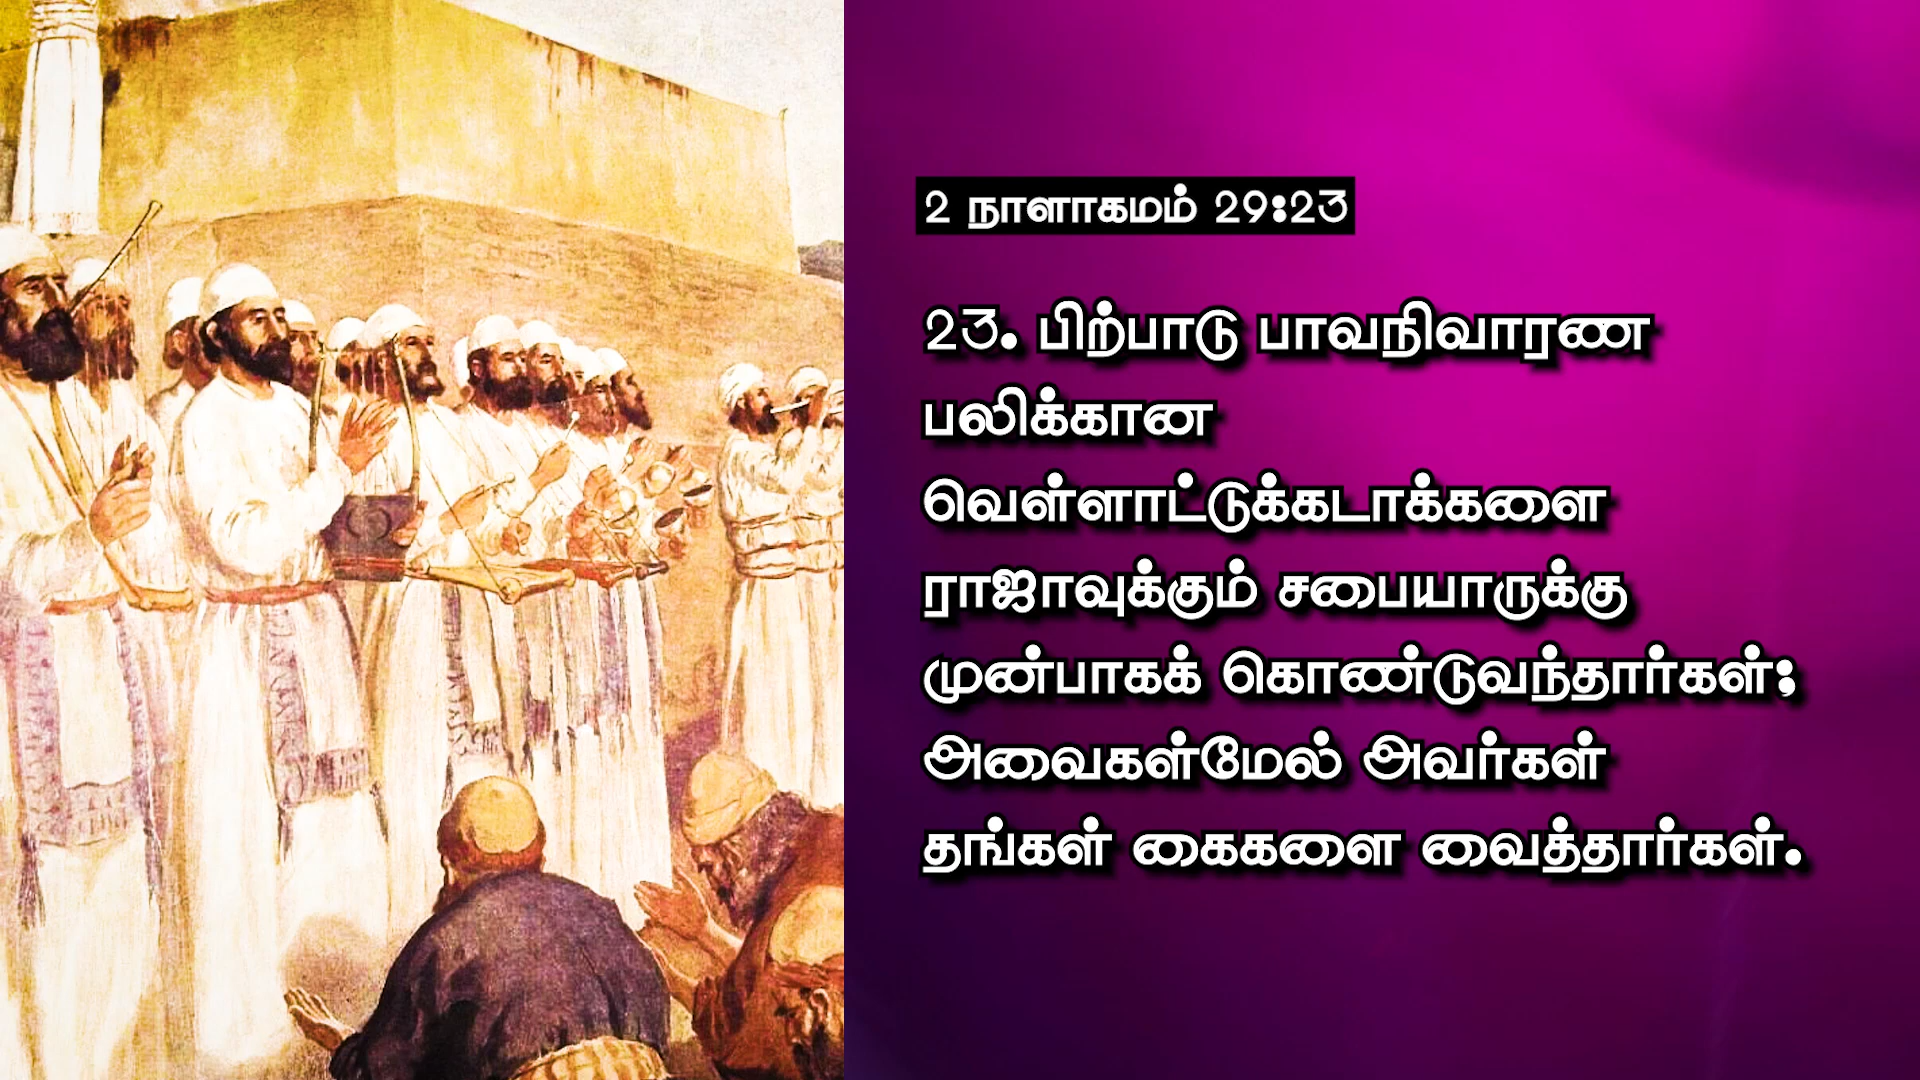 2 நாளாகமம் 29:23
23. பிற்பாடு பாவநிவாரண
பலிக்கான
வெள்ளாட்டுக்கடாக்களை
ராஜாவுக்கும் சபையாருக்கு
முன்பாகக் கொண்டுவந்தார்கள்;
அவைகள்மேல் அவர்கள்
தங்கள் கைகளை வைத்தார்கள்.